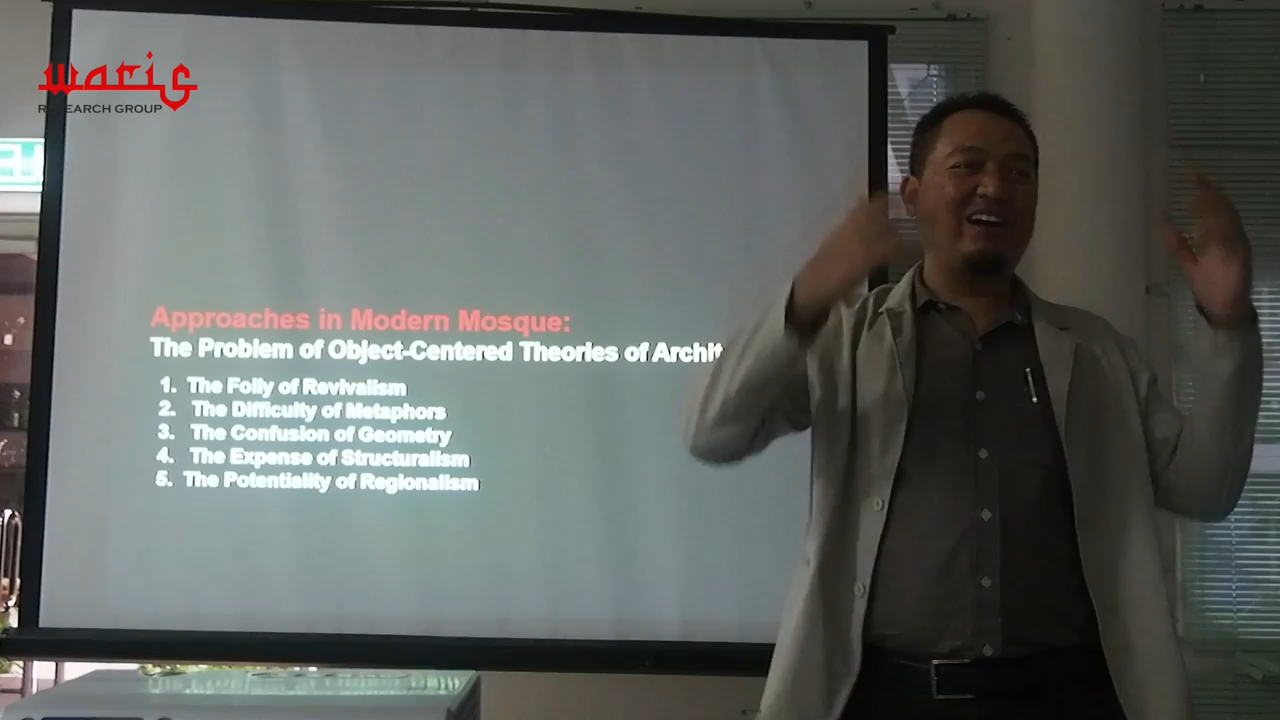 waris
RESEARCH GROUP
Approaches in Modern Mosque:
The Problem of Object-Centered Theories of Archit
1. The Folly of Revivalism
2. The Difficulty of Metaphors
3. The Confusion of Geometry
4. The Expense of Structuralism
5. The Potentiality of Regionalism